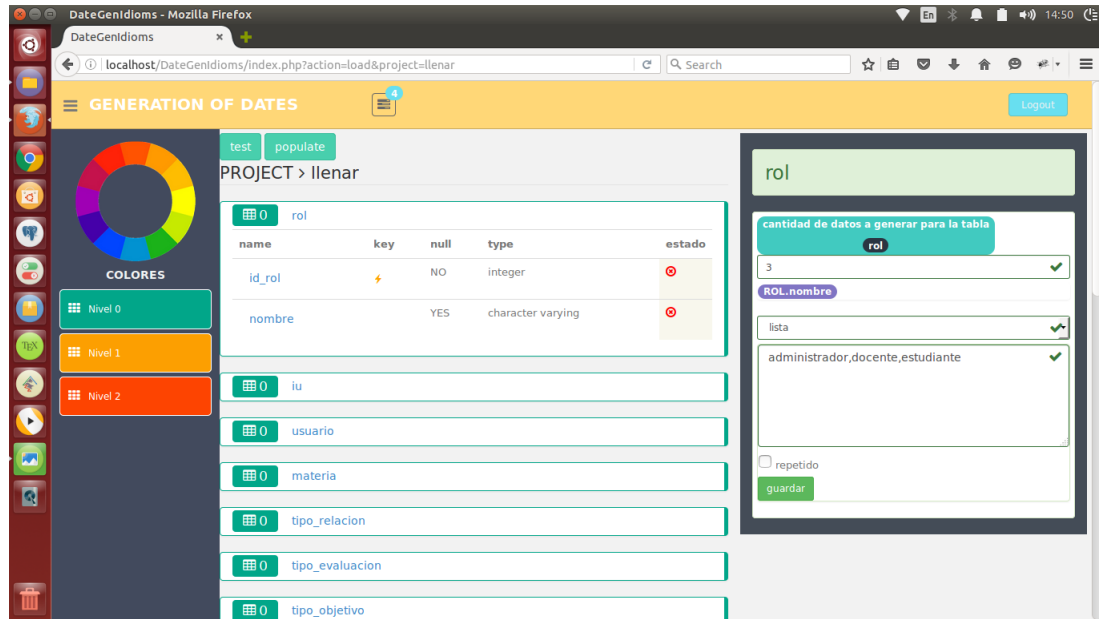 DateGenIdioms - Mozilla Firefox
En
14:50
DateGenIdioms
localhost/DateGenIdioms/index.php?action=load&project=llenar
Search
GENERATION OF DATES
4
Logout
COLORES
Nivel 0
Nivel 1
Nivel 2
test
populate
PROJECT > llenar
0 rol
name key null type estado
id_rol NO integer
nombre YES character varying
0 iu
0 usuario
0 materia
0 tipo_relacion
0 tipo_evaluacion
0 tipo_objetivo
rol
cantidad de datos a generar para la tabla
rol
3
ROL.nombre
lista
administrador,docente,estudiante
repetido
guardar
TEX